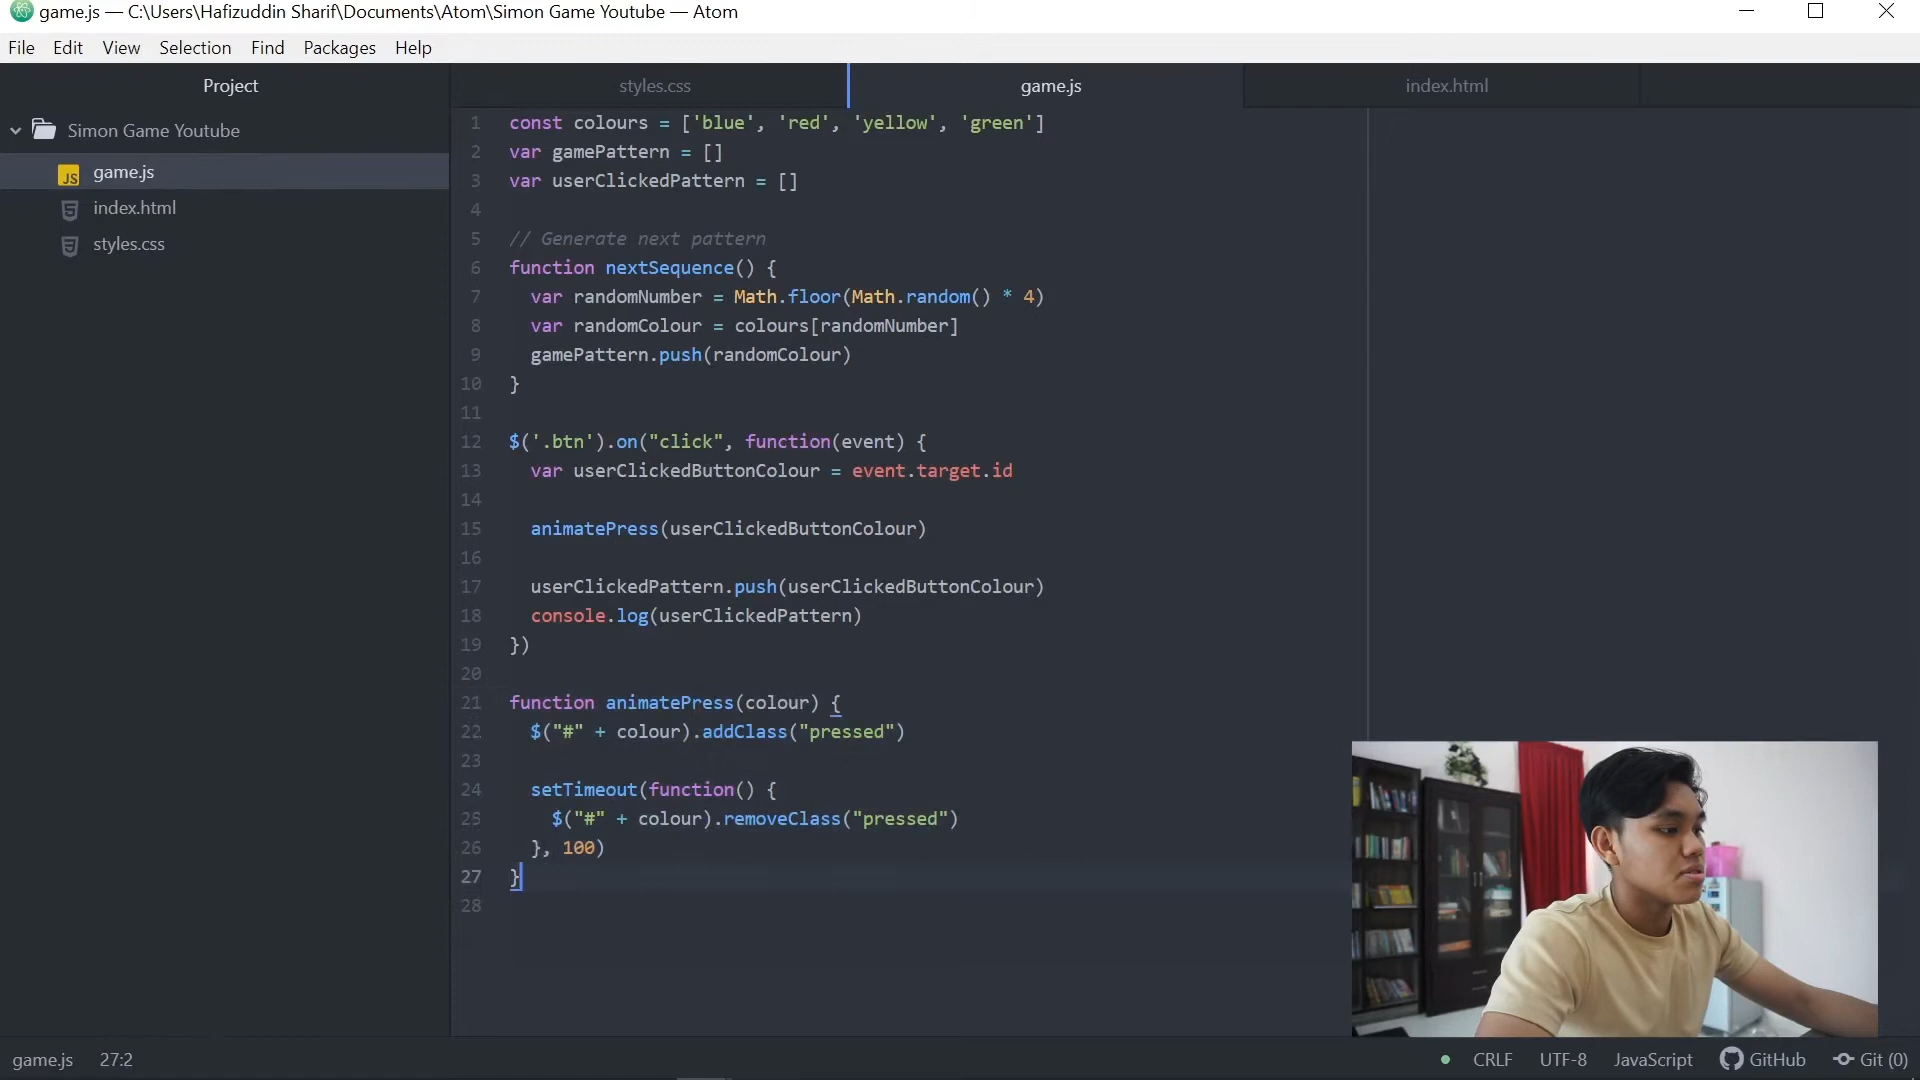 game.js — C:\Users\Hafizuddin Sharif\Documents\Atom\Simon Game Youtube — Atom
File Edit View Selection Find Packages Help
Project
styles.css game.js index.html
Simon Game Youtube
JS game.js
index.html
styles.css
1 const colours = ['blue', 'red', 'yellow', 'green']
2 var gamePattern = []
3 var userClickedPattern = []
4
5 // Generate next pattern
6 function nextSequence() {
7   var randomNumber = Math.floor(Math.random() * 4)
8   var randomColour = colours[randomNumber]
9   gamePattern.push(randomColour)
10 }
11
12 $('.btn').on("click", function(event) {
13   var userClickedButtonColour = event.target.id
14
15   animatePress(userClickedButtonColour)
16
17   userClickedPattern.push(userClickedButtonColour)
18   console.log(userClickedPattern)
19 })
20
21 function animatePress(colour) {
22   $("#" + colour).addClass("pressed")
23
24   setTimeout(function() {
25     $("#" + colour).removeClass("pressed")
26   }, 100)
27 }
28
game.js 27:2 CRLF UTF-8 JavaScript GitHub Git (0)